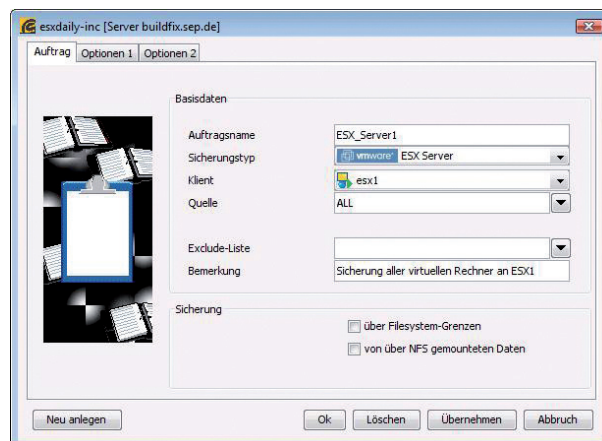 esxdaily-inc [Server buildfix.sep.de]
Auftrag Optionen 1 Optionen 2
Basisdaten
Auftragsname ESX_Server1
Sicherungstyp vmware ESX Server
Klient esx1
Quelle ALL
Exclude-Liste
Bemerkung Sicherung aller virtuellen Rechner an ESX1
Sicherung
über Filesystem-Grenzen
von über NFS gemounteten Daten
Neu anlegen Ok Löschen Übernehmen Abbruch